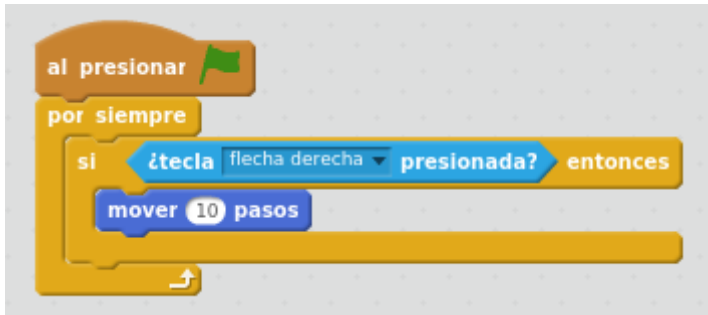 al presionar
por siempre
si ¿tecla flecha derecha presionada? entonces
mover 10 pasos